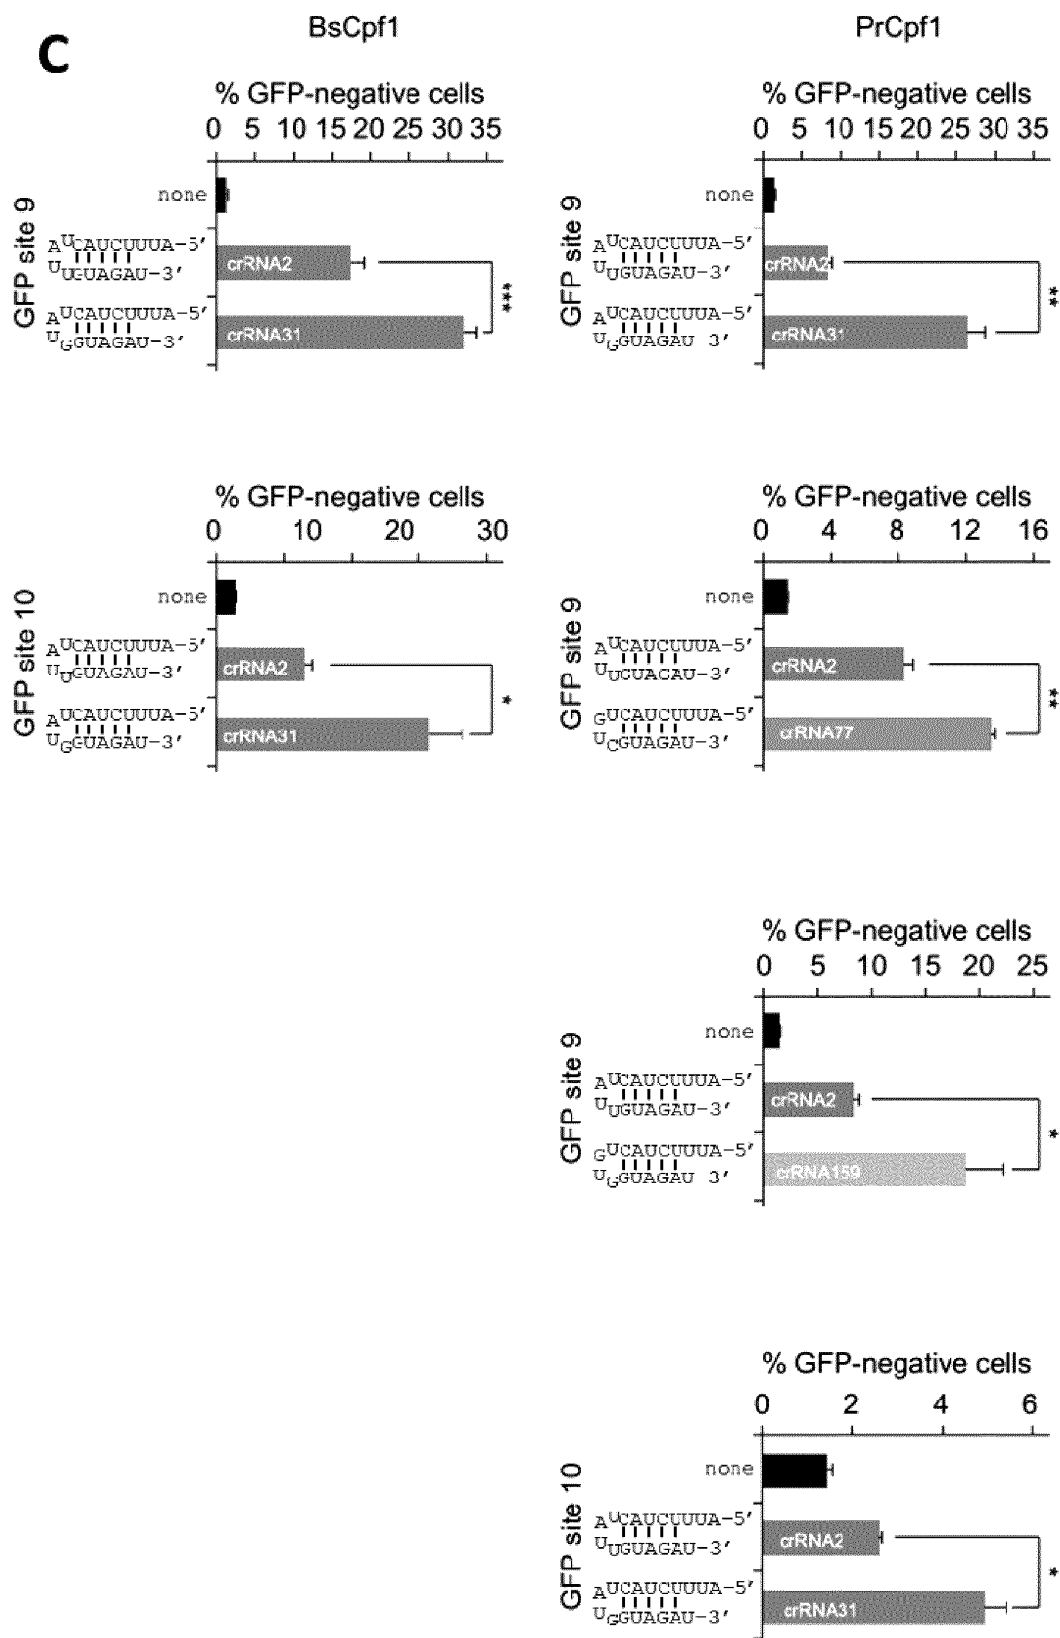 C
BsCpf1
% GFP-negative cells
0 5 10 15 20 25 30 35
GFP site 9
none
AUCAUCUUUA-5′
UUGUAGAU-3′
crRNA2
AUCAUCUUUA-5′
UGGUAGAU-3′
crRNA31
***
% GFP-negative cells
0 10 20 30
GFP site 10
none
AUCAUCUUUA-5′
UUGUAGAU-3′
crRNA2
AUCAUCUUUA-5′
UGGUAGAU-3′
crRNA31
*
PrCpf1
% GFP-negative cells
0 5 10 15 20 25 30 35
GFP site 9
none
AUCAUCUUUA-5′
UUGUAGAU-3′
crRNA2
AUCAUCUUUA-5′
UGGUAGAU 3′
crRNA31
**
% GFP-negative cells
0 4 8 12 16
GFP site 9
none
AUCAUCUUUA-5′
UUGUACAU-3′
crRNA2
GUCAUCUUUA-5′
UCGUAGAU-3′
crRNA77
**
% GFP-negative cells
0 5 10 15 20 25
GFP site 9
none
AUCAUCUUUA-5′
UUGUAGAU-3′
crRNA2
GUCAUCUUUA-5′
UGGUAGAU 3′
crRNA159
*
% GFP-negative cells
0 2 4 6
GFP site 10
none
AUCAUCUUUA-5′
UUGUAGAU-3′
crRNA2
AUCAUCUUUA-5′
UGGUAGAU-3′
crRNA31
*